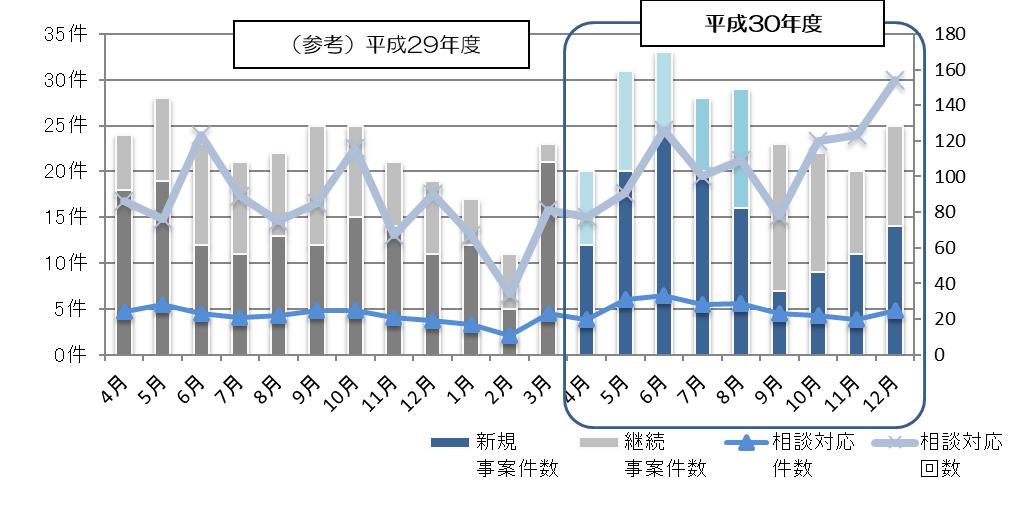 （参考）平成29年度
平成30年度
35件
30件
25件
20件
15件
10件
5件
0件
180
160
140
120
100
80
60
40
20
0
4月
5月
6月
7月
8月
9月
10月
11月
12月
1月
2月
3月
4月
5月
6月
7月
8月
9月
10月
11月
12月
新規
事案件数
継続
事案件数
相談対応
件数
相談対応
回数